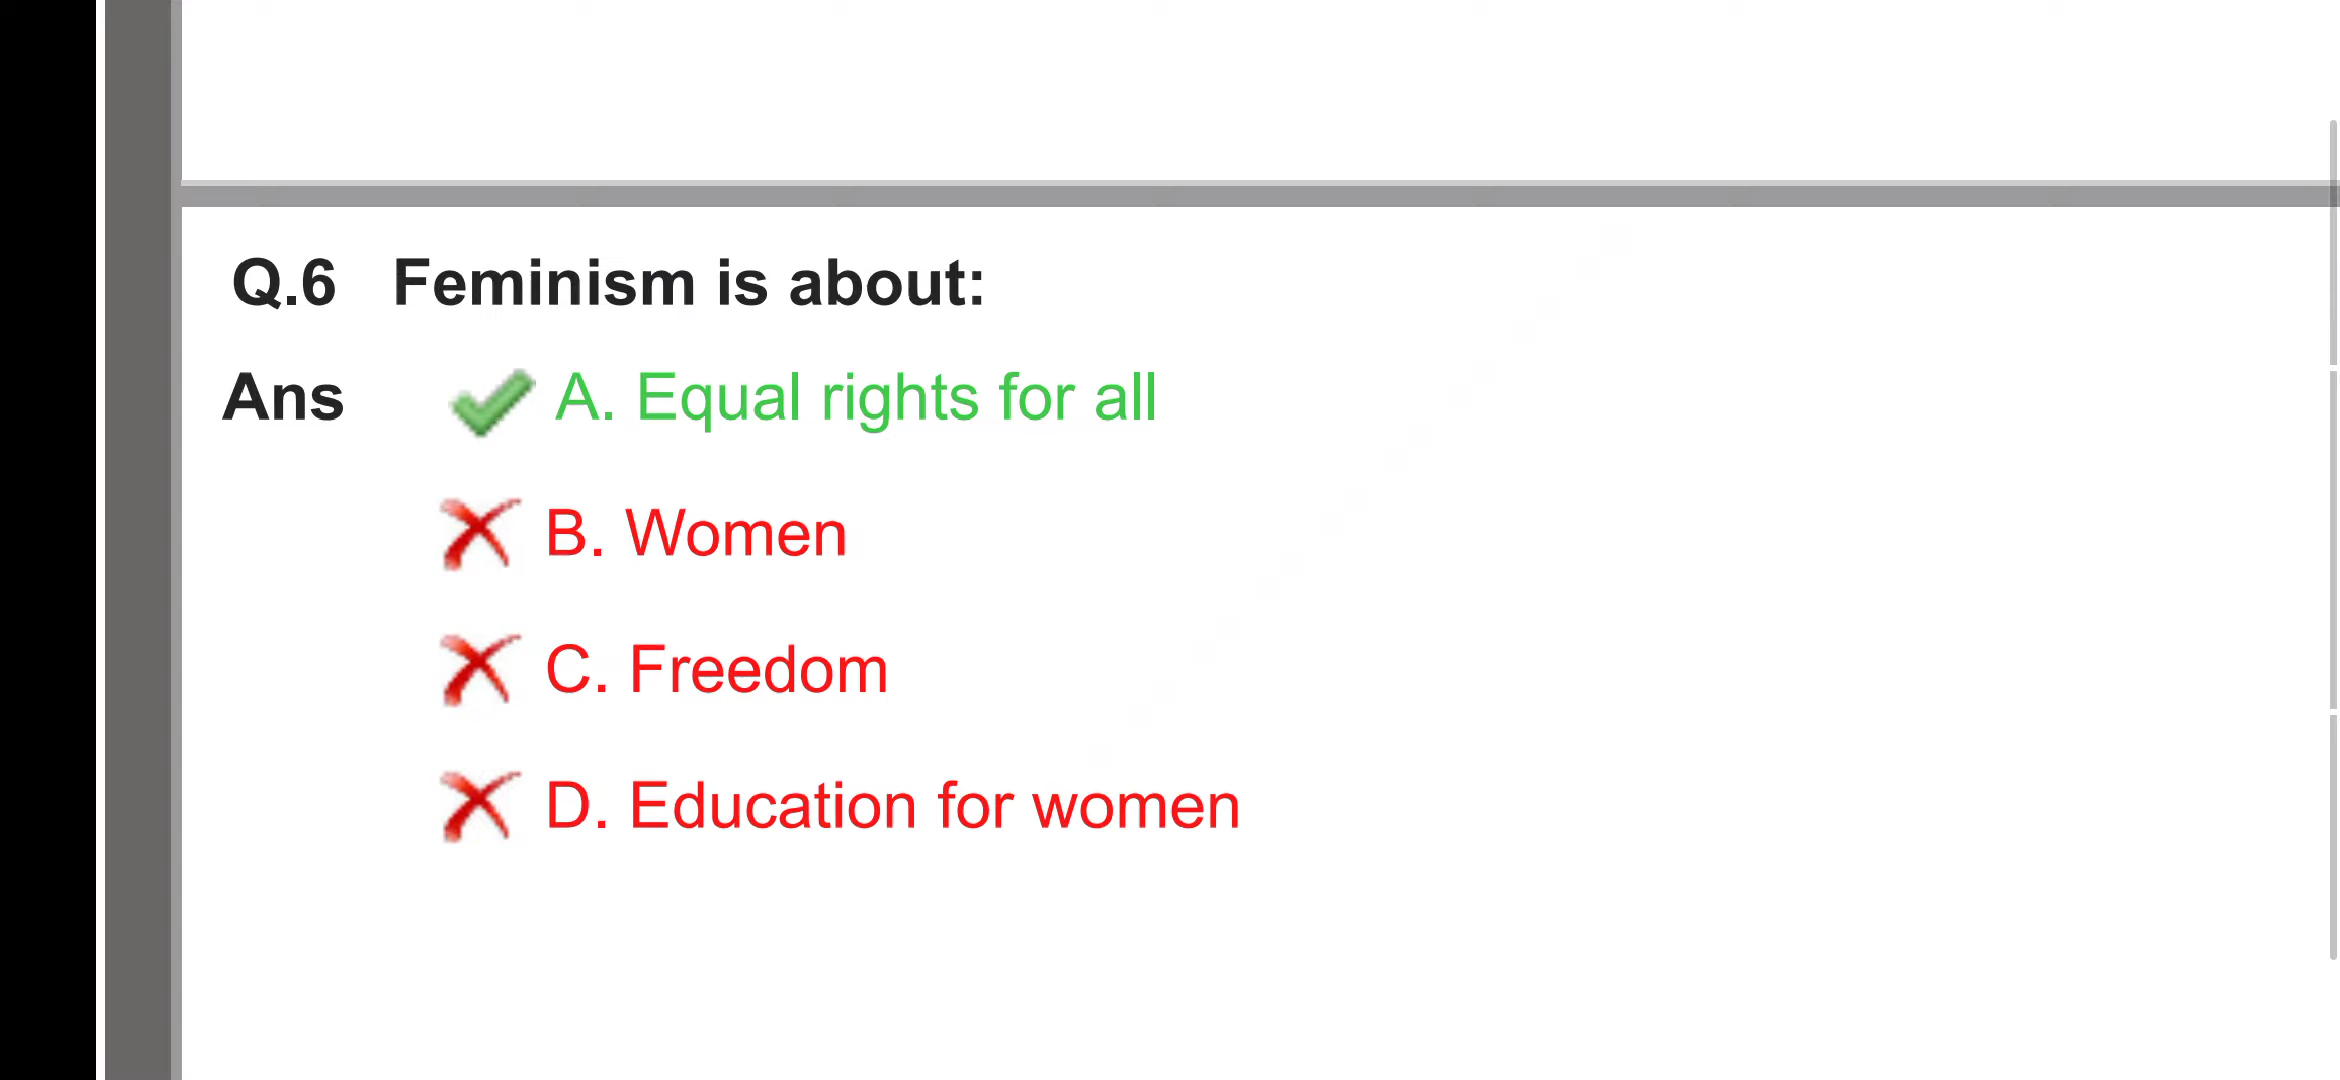 Q.6 Feminism is about:
Ans A. Equal rights for all
B. Women
C. Freedom
D. Education for women